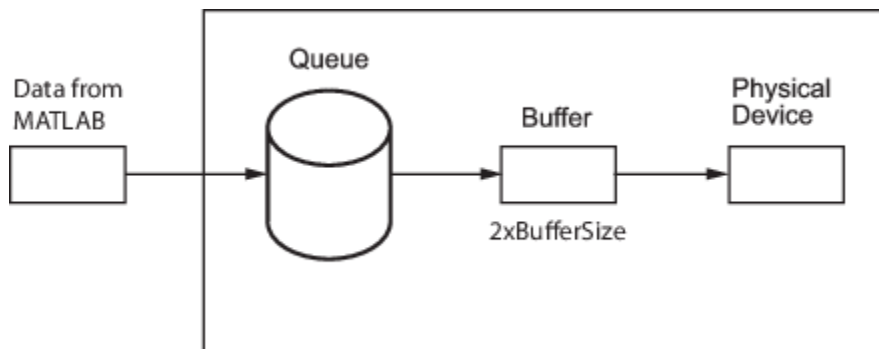 Data from
MATLAB
Queue
Buffer
2xBufferSize
Physical
Device